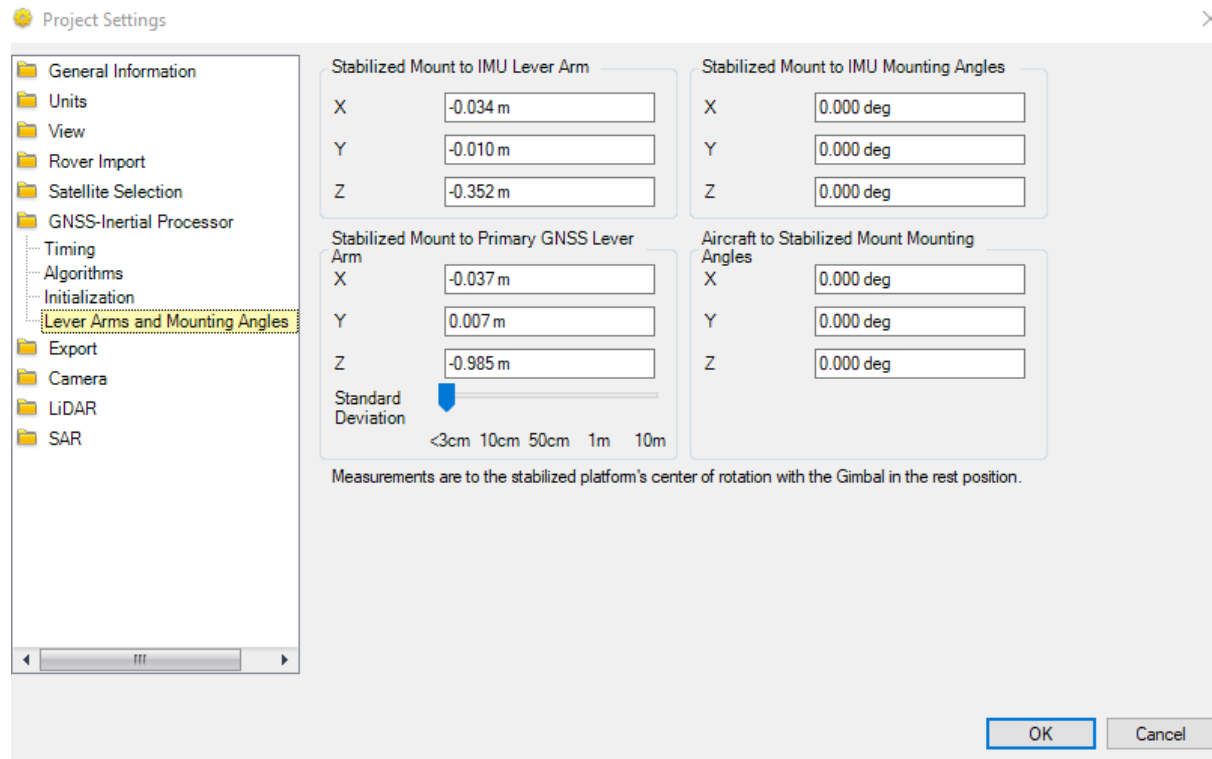 Project Settings
General Information
Units
View
Rover Import
Satellite Selection
GNSS-Inertial Processor
Timing
Algorithms
Initialization
Lever Arms and Mounting Angles
Export
Camera
LiDAR
SAR
Stabilized Mount to IMU Lever Arm
X -0.034 m
Y -0.010 m
Z -0.352 m
Stabilized Mount to IMU Mounting Angles
X 0.000 deg
Y 0.000 deg
Z 0.000 deg
Stabilized Mount to Primary GNSS Lever
Arm
X -0.037 m
Y 0.007 m
Z -0.985 m
Standard
Deviation
<3cm 10cm 50cm 1m 10m
Aircraft to Stabilized Mount Mounting
Angles
X 0.000 deg
Y 0.000 deg
Z 0.000 deg
Measurements are to the stabilized platform's center of rotation with the Gimbal in the rest position.
OK Cancel